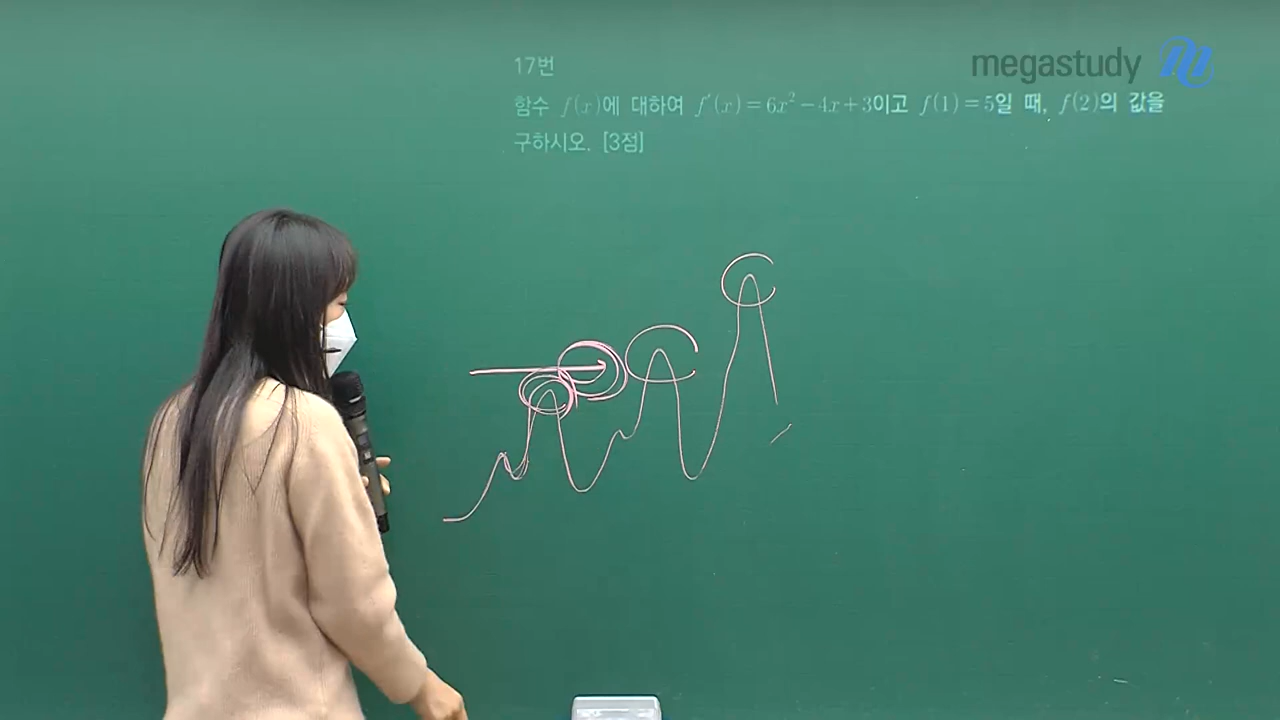 megastudy
17번
함수 f(x)에 대하여 f'(x)=6x²-4x+3이고 f(1)=5일 때, f(2)의 값을
구하시오. [3점]